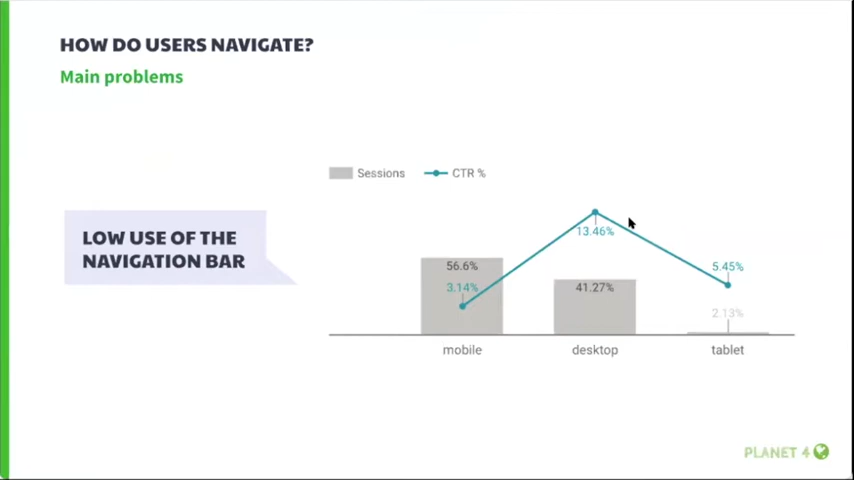 HOW DO USERS NAVIGATE?
Main problems
Sessions
CTR %
LOW USE OF THE
NAVIGATION BAR
13.46%
56.6%
3.14%
41.27%
5.45%
2.13%
mobile
desktop
tablet
PLANET 4